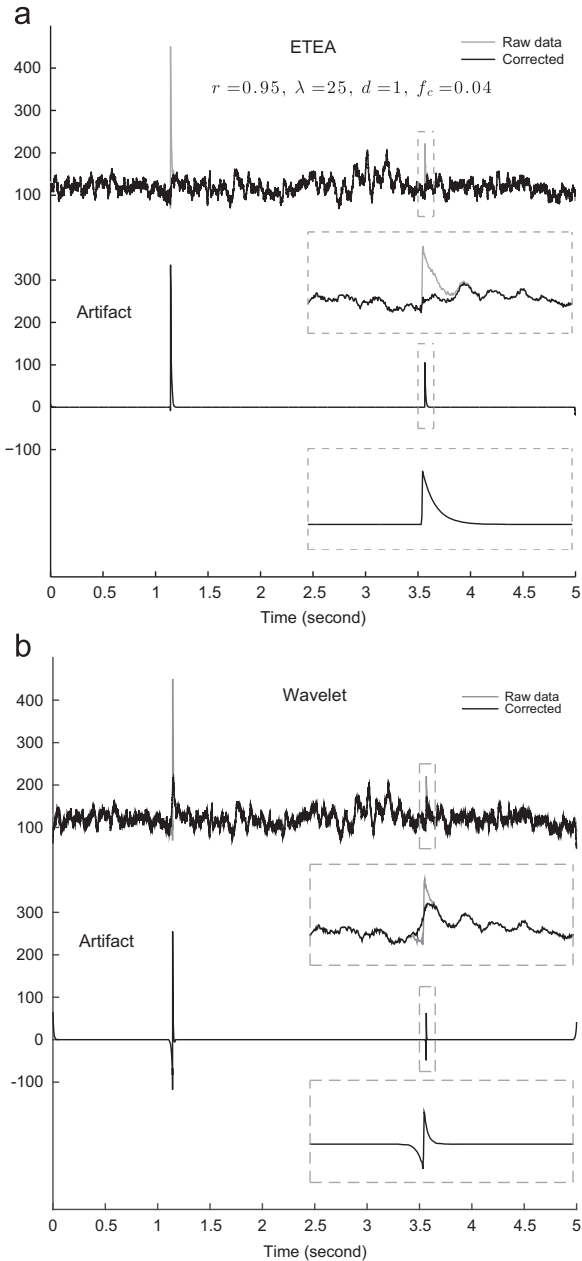 a
ETEA
Raw data
Corrected
r =0.95, λ =25, d =1, f_c =0.04
400
300
200
100
300
Artifact
200
100
0
−100
0 0.5 1 1.5 2 2.5 3 3.5 4 4.5 5
Time (second)
b
Wavelet
Raw data
Corrected
400
300
200
100
300
Artifact
200
100
0
-100
0 0.5 1 1.5 2 2.5 3 3.5 4 4.5 5
Time (second)